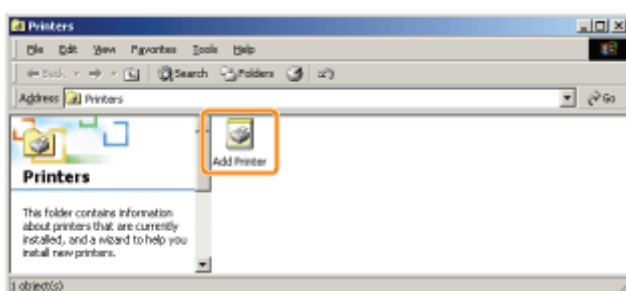 Printers
File Edit View Favorites Tools Help
Back Search Folders
Address Printers Go
Add Printer
Printers
This folder contains information
about printers that are currently
installed, and a wizard to help you
install new printers.
1 object(s)